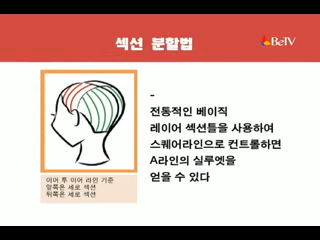 섹션 분할법
BeTV
-
전통적인 베이직
레이어 섹션들을 사용하여
스퀘어라인으로 컨트롤하면
A라인의 실루엣을
얻을 수 있다
이어 투 이어 라인 기준
앞쪽은 세로 섹션
뒤쪽은 세로 섹션